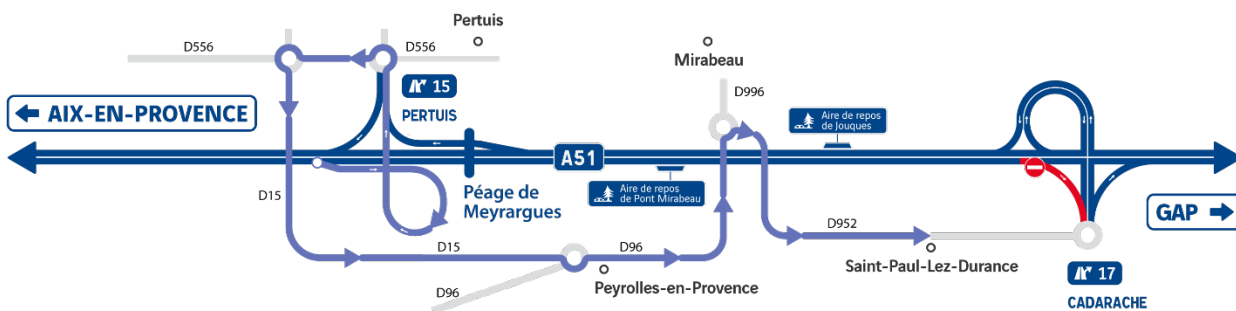 Pertuis
D556
D556
Mirabeau
15
PERTUIS
D996
AIX-EN-PROVENCE
Aire de repos
de Jouques
A51
Péage de
Meyrargues
Aire de repos
de Pont Mirabeau
D15
GAP
D952
D15
D96
Saint-Paul-Lez-Durance
17
Peyrolles-en-Provence
D96
CADARACHE